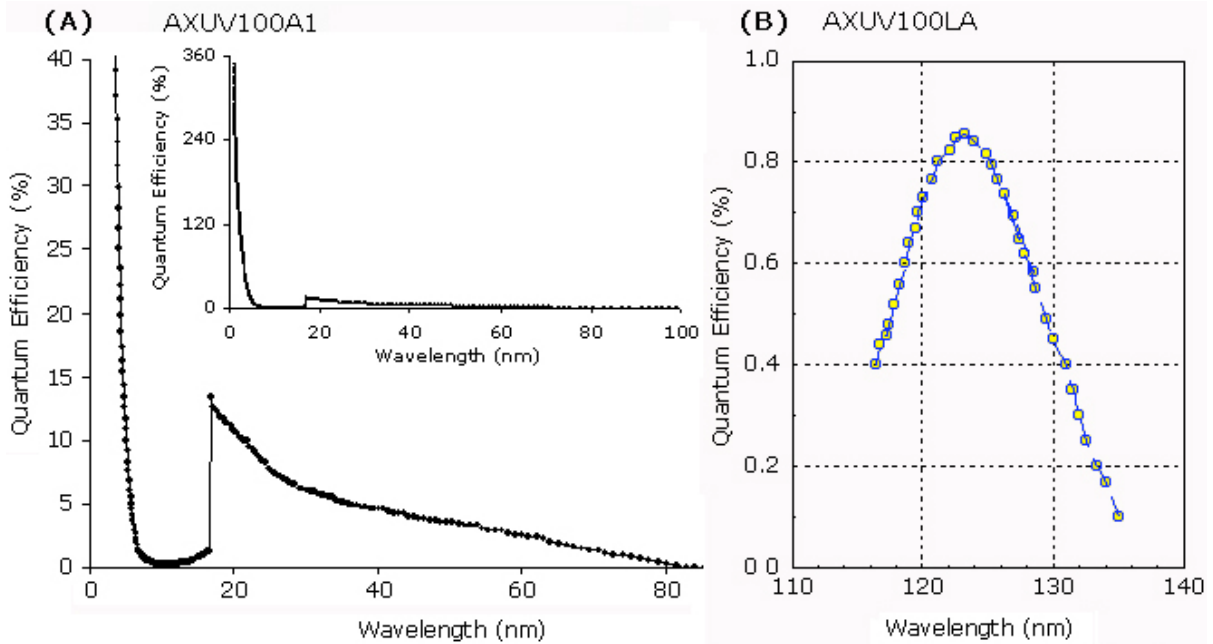 (A) AXUV100A1
Quantum Efficiency (%)
40
35
30
25
20
15
10
5
0
0 20 40 60 80
Wavelength (nm)
Quantum Efficiency (%)
360
240
120
0
0 20 40 60 80 100
Wavelength (nm)
(B) AXUV100LA
Quantum Efficiency (%)
1.0
0.8
0.6
0.4
0.2
0 0
110 120 130 140
Wavelength (nm)